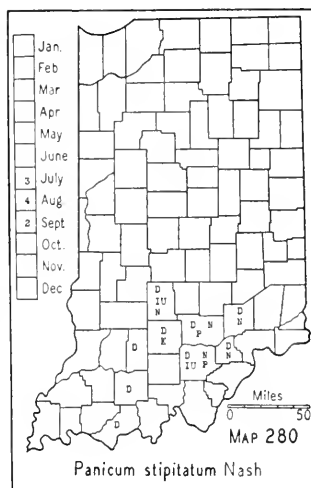 Jan.
Feb
Mar
Apr
May
June
3 July
4 Aug.
2 Sept
Oct.
Nov.
Dec
D
IU
N
D
K
D N
P
D
N
D
D N
IU P
D
N
D
D
Miles
0 50
MAP 280
Panicum stipitatum Nash